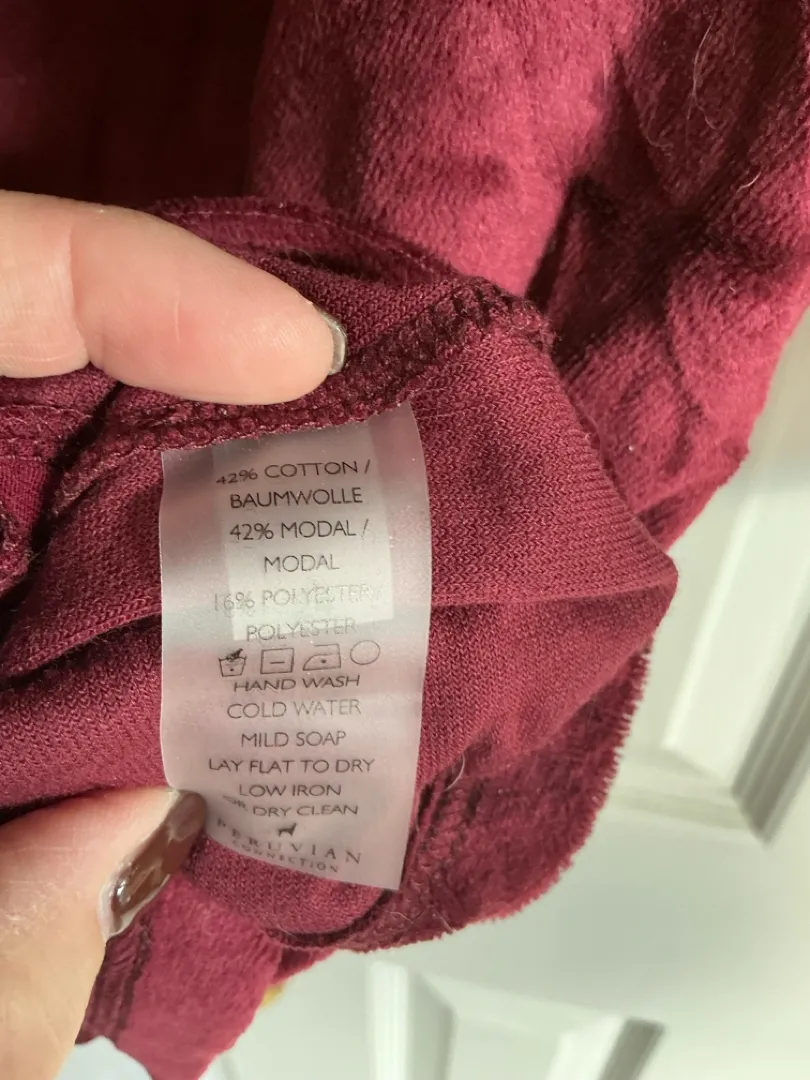 42% COTTON /
BAUMWOLLE
42% MODAL /
MODAL
16% POLYESTER/
POLYESTER
HAND WASH
COLD WATER
MILD SOAP
LAY FLAT TO DRY
LOW IRON
OR DRY CLEAN
PERUVIAN
CONNECTION